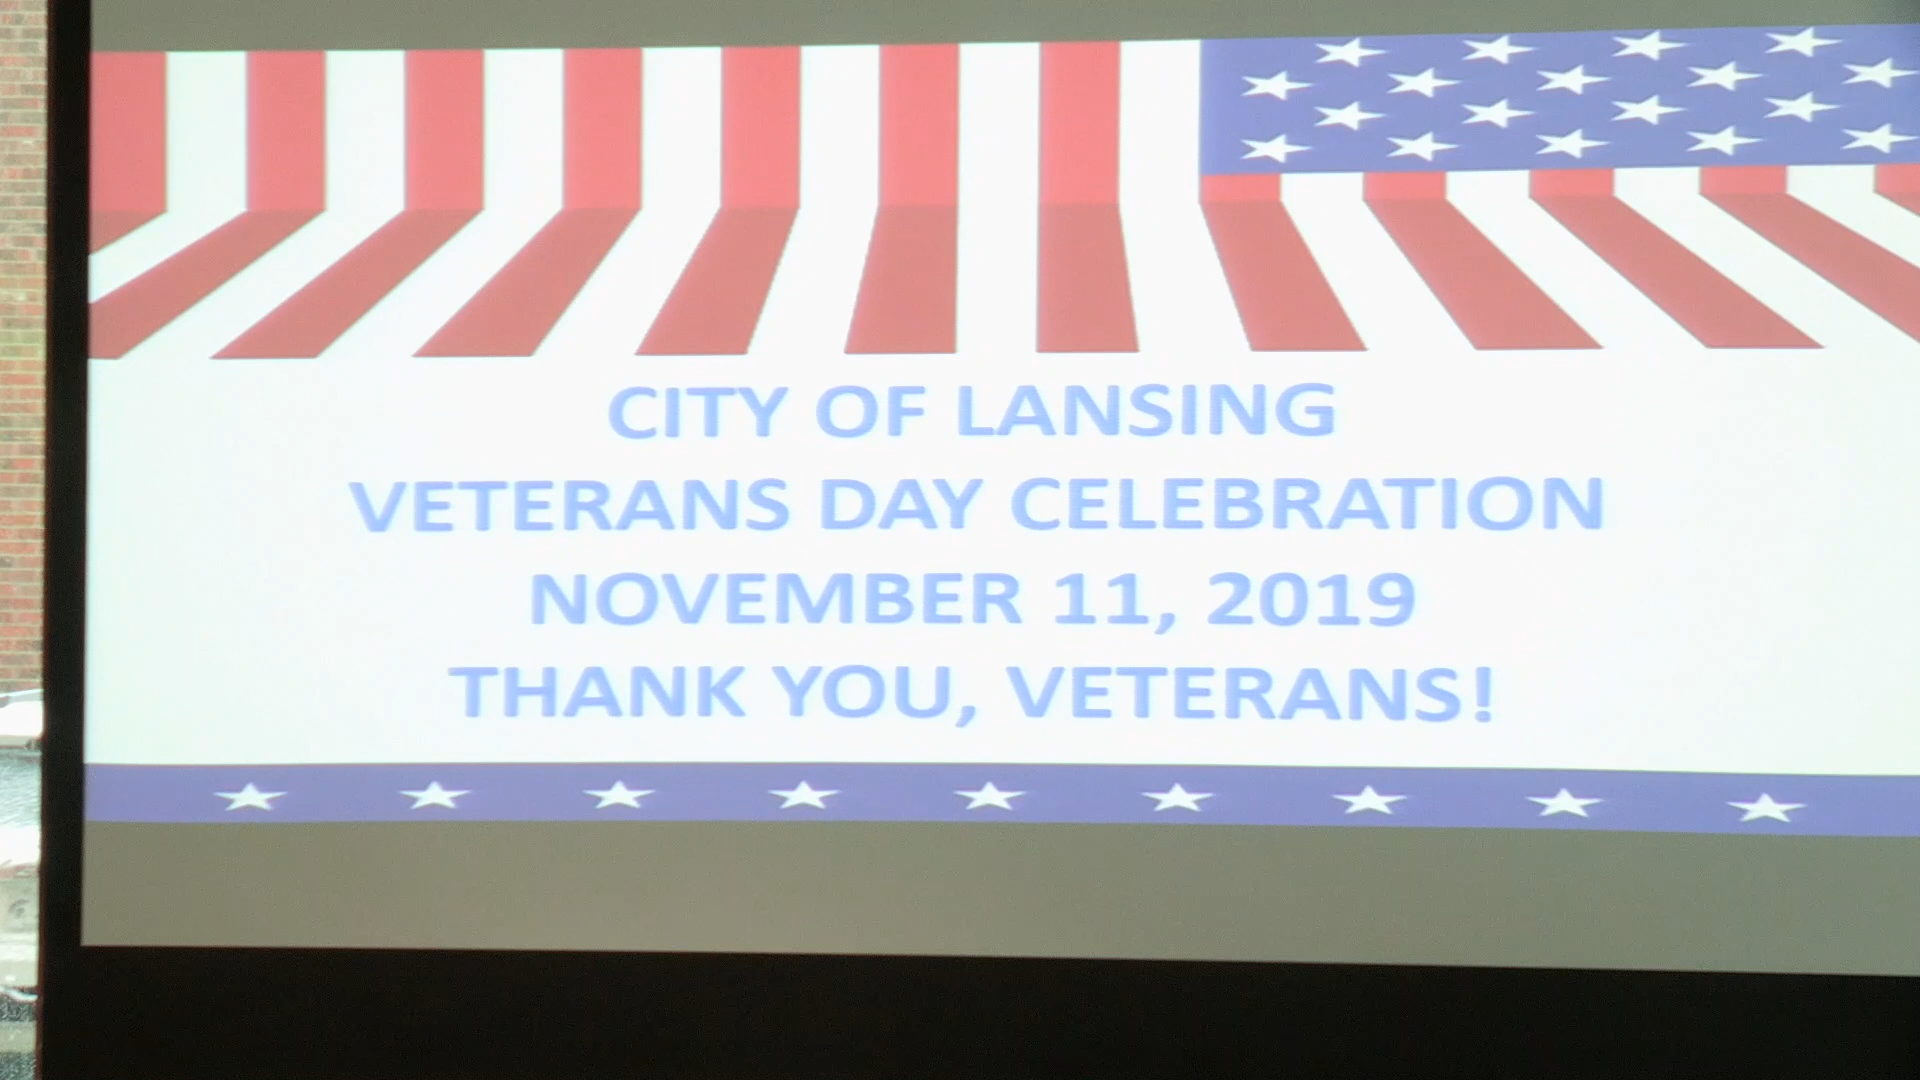 CITY OF LANSING
VETERANS DAY CELEBRATION
NOVEMBER 11, 2019
THANK YOU, VETERANS!